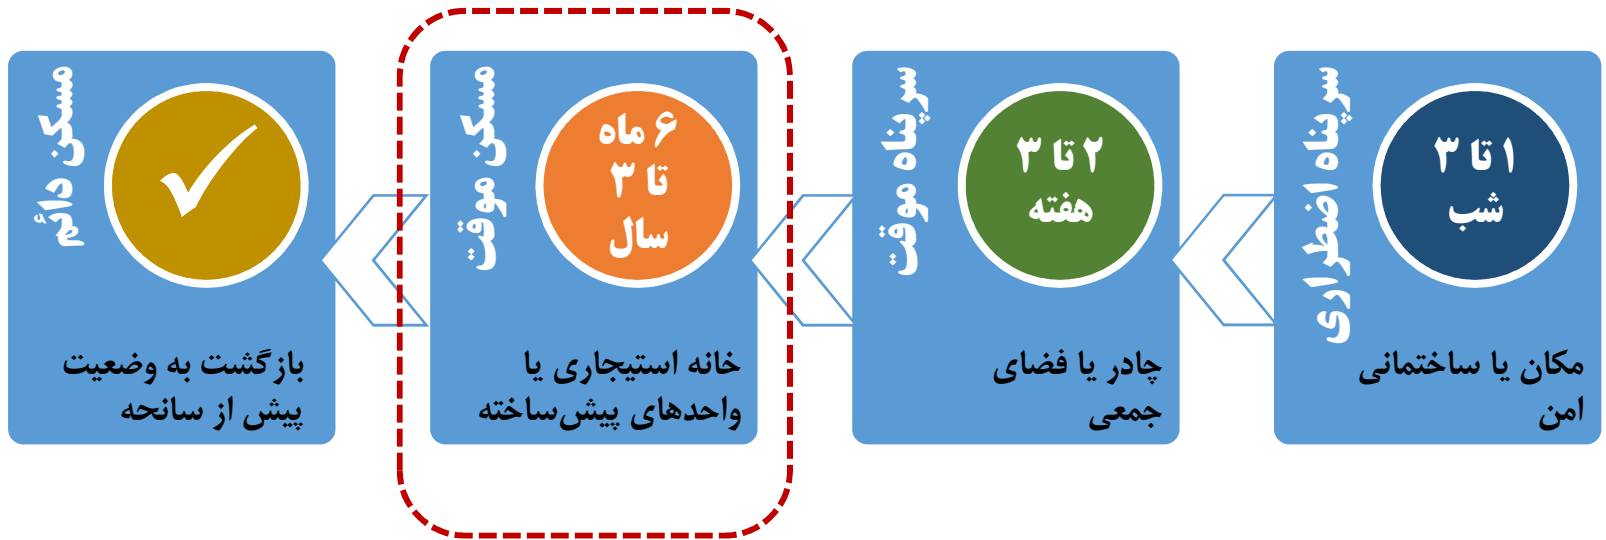 سرپناه اضطراری
۱ تا ۳
شب
مکان یا ساختمانی
امن
سرپناه موقت
۲ تا ۳
هفته
چادر یا فضای
جمعی
مسکن موقت
۶ ماه
تا ۳
سال
خانه استیجاری یا
واحدهای پیش‌ساخته
مسکن دائم
بازگشت به وضعیت
پیش از سانحه